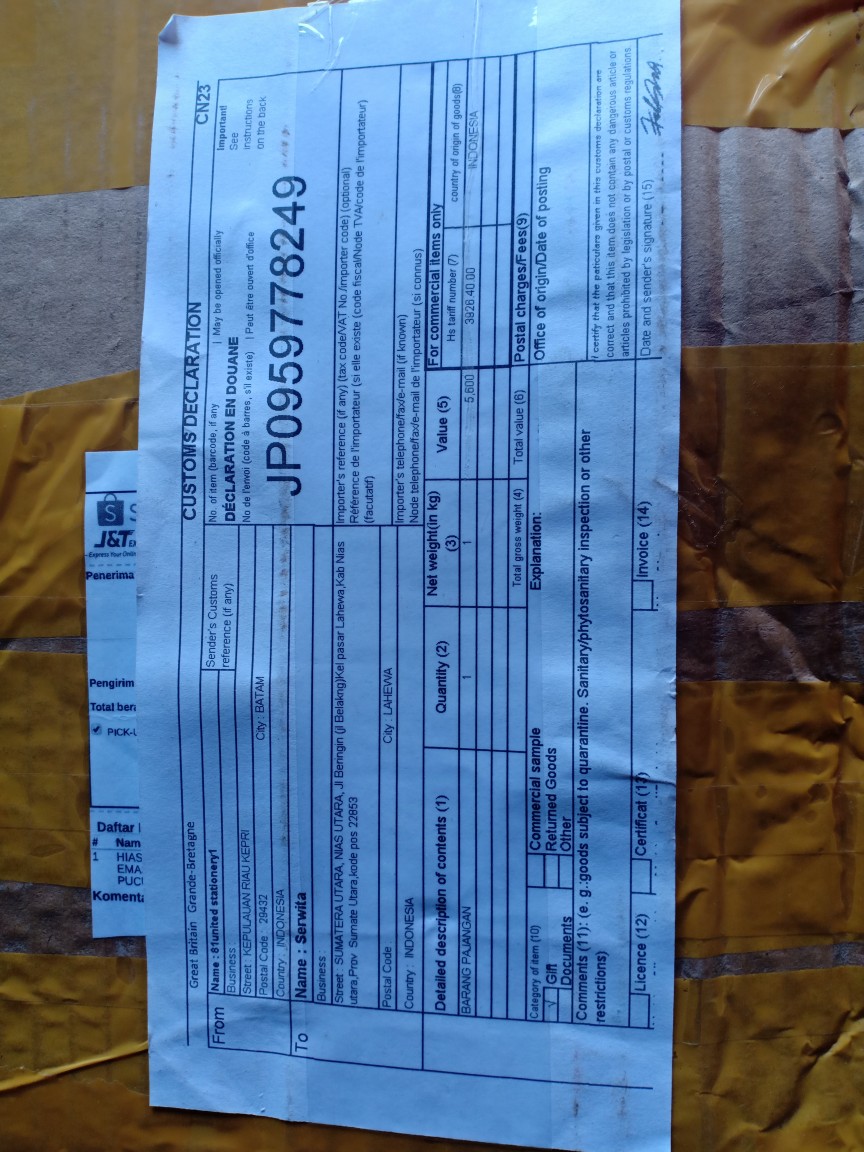 Great Britain Grande-Bretagne
CUSTOMS DECLARATION
CN23
From
Name : 81united stationery1
Business :
Street : KEPULAUAN RIAU KEPRI
Postal Code : 29432
City : BATAM
Country : INDONESIA
Sender's Customs
reference (if any)
No. of item (barcode, if any
| May be opened officially
DÉCLARATION EN DOUANE
No de l'envoi (code à barres, s'il existe)
| Peut être ouvert d'office
Important!
See
instructions
on the back
JP0959778249
To
Name : Serwita
Business :
Street : SUMATERA UTARA, NIAS UTARA, Jl Beringin (jl Belakng)Kel pasar Lahewa,Kab Nias
utara,Prov Sumate Utara,kode pos 22853
Postal Code
City : LAHEWA
Country : INDONESIA
Importer's reference (if any) (tax code/VAT No./importer code) (optional)
Référence de l'importateur (si elle existe (code fiscal/Node TVA/code de l'importateur)
(facutatif)
Importer's telephone/fax/e-mail (if known)
Node telephone/fax/e-mail de l'importateur (si connus)
Detailed description of contents (1)
Quantity (2)
Net weight(in kg)
(3)
Value (5)
For commercial items only
Hs tariff number (7)
country of origin of goods(8)
BARANG PAJANGAN
1
1
5,600
3926.40.00
INDONESIA
Total gross weight (4)
Total value (6)
Postal charges/Fees(9)
Category of item (10)
√ Gift
Documents
Commercial sample
Returned Goods
Other
Explanation:
Office of origin/Date of posting
Comments (11): (e. g.:goods subject to quarantine. Sanitary/phytosanitary inspection or other
restrictions)
I certify that the paticulars given in this customs declaration are
correct and that this item does not contain any dangerous article or
articles prohibited by legislation or by postal or customs regulations.
Licence (12)
Certificat (13)
Invoice (14)
Date and sender's signature (15)
S
J&T
Express Your Onlin
Penerima
Pengirim
Total bera
PICK-U
Daftar
# Nam
1 HIAS
EMA
PUC
Komenta